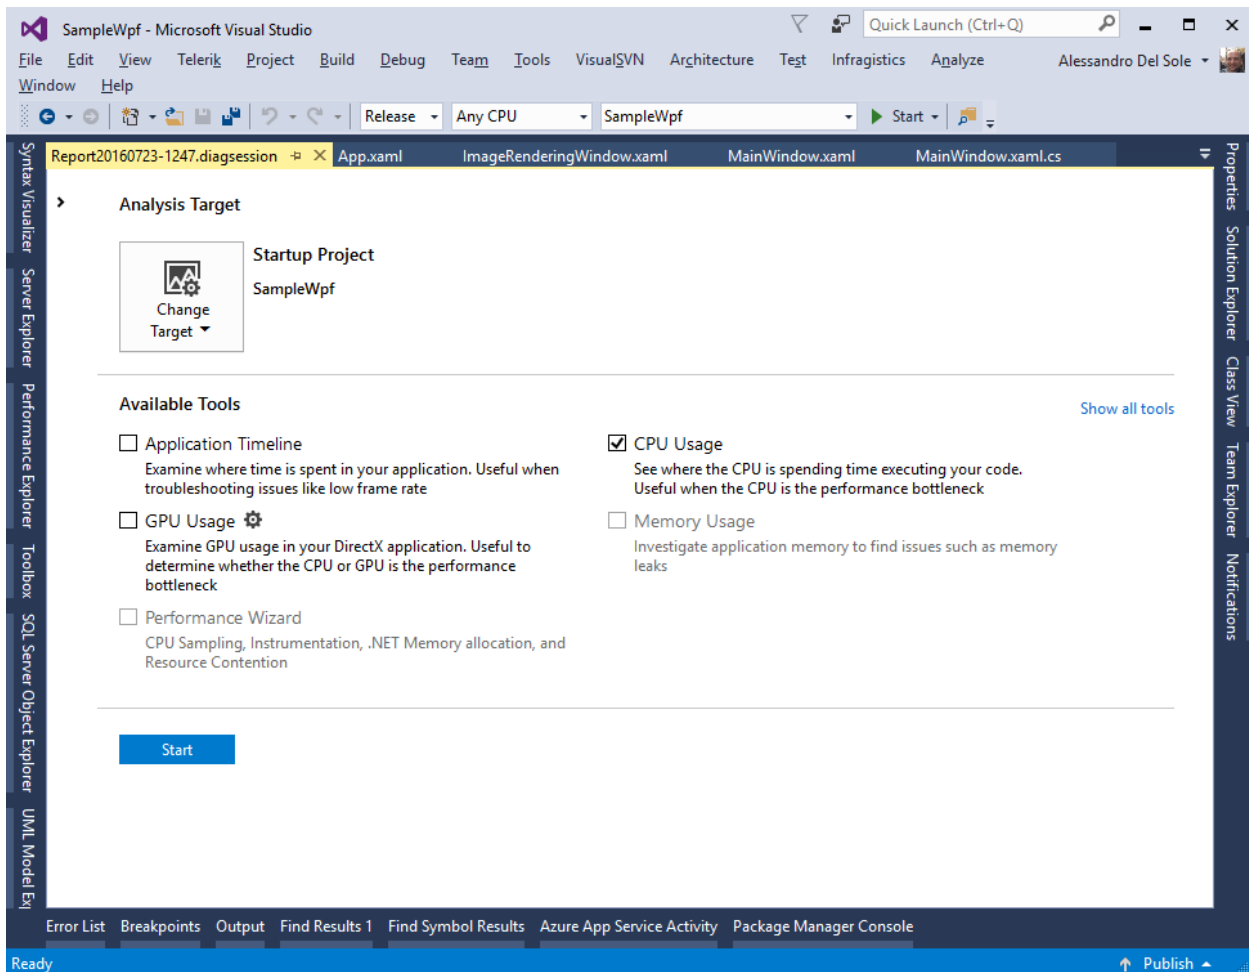 SampleWpf - Microsoft Visual Studio
Quick Launch (Ctrl+Q)
File Edit View Telerik Project Build Debug Team Tools VisualSVN Architecture Test Infragistics Analyze Alessandro Del Sole
Window Help
Release Any CPU SampleWpf Start
Report20160723-1247.diagsession App.xaml ImageRenderingWindow.xaml MainWindow.xaml MainWindow.xaml.cs
Syntax Visualizer
Server Explorer
Performance Explorer
Toolbox
SQL Server Object Explorer
UML Model Exp
Analysis Target
Change
Target
Startup Project
SampleWpf
Available Tools
Show all tools
Application Timeline
Examine where time is spent in your application. Useful when
troubleshooting issues like low frame rate
CPU Usage
See where the CPU is spending time executing your code.
Useful when the CPU is the performance bottleneck
GPU Usage
Examine GPU usage in your DirectX application. Useful to
determine whether the CPU or GPU is the performance
bottleneck
Memory Usage
Investigate application memory to find issues such as memory
leaks
Performance Wizard
CPU Sampling, Instrumentation, .NET Memory allocation, and
Resource Contention
Start
Properties
Solution Explorer
Class View
Team Explorer
Notifications
Error List Breakpoints Output Find Results 1 Find Symbol Results Azure App Service Activity Package Manager Console
Ready
Publish